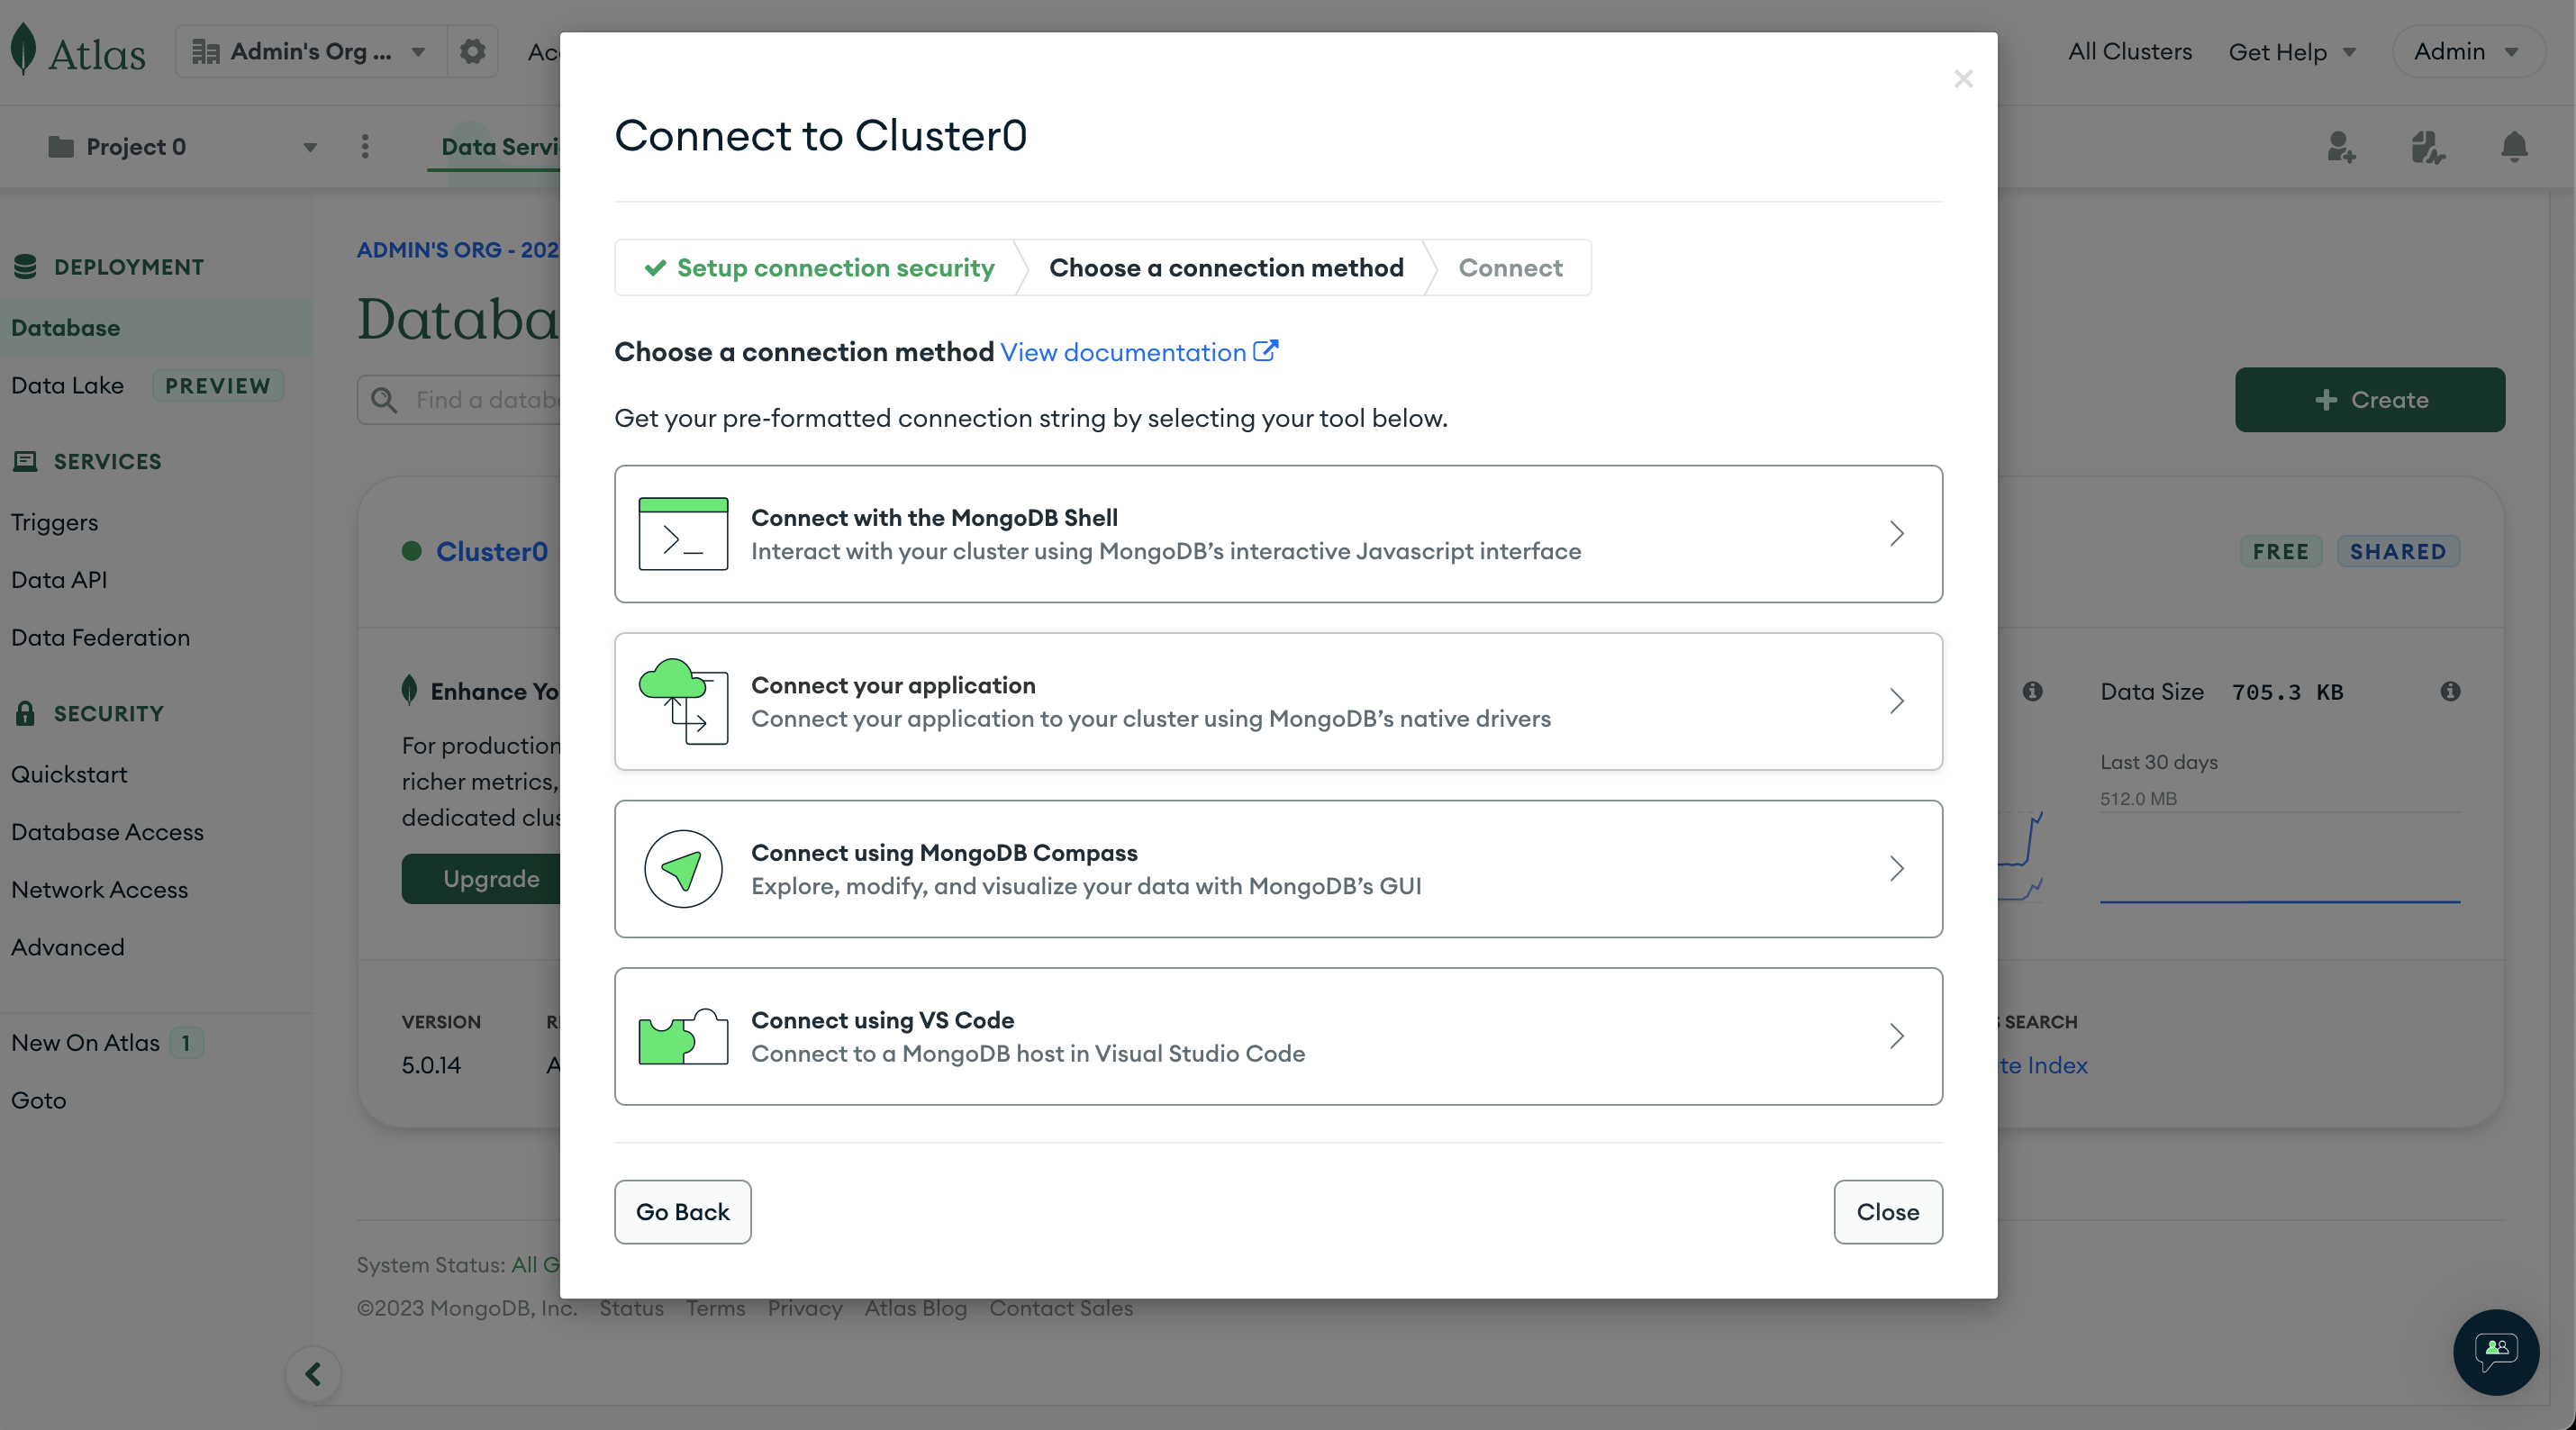 Atlas
Admin's Org ...
All Clusters
Get Help
Admin
Project 0
Data Servi
Connect to Cluster0
Setup connection security
Choose a connection method
Connect
Choose a connection method View documentation
Get your pre-formatted connection string by selecting your tool below.
Connect with the MongoDB Shell
Interact with your cluster using MongoDB’s interactive Javascript interface
Connect your application
Connect your application to your cluster using MongoDB’s native drivers
Connect using MongoDB Compass
Explore, modify, and visualize your data with MongoDB’s GUI
Connect using VS Code
Connect to a MongoDB host in Visual Studio Code
Go Back
Close
DEPLOYMENT
Database
Data Lake PREVIEW
SERVICES
Triggers
Data API
Data Federation
SECURITY
Quickstart
Database Access
Network Access
Advanced
New On Atlas 1
Goto
ADMIN'S ORG - 202
Databa
Find a databa
Create
Cluster0
FREE
SHARED
Enhance Yo
For production
richer metrics,
dedicated clus
Upgrade
Data Size 705.3 KB
Last 30 days
512.0 MB
VERSION
5.0.14
SEARCH
te Index
System Status: All G
©2023 MongoDB, Inc. Status Terms Privacy Atlas Blog Contact Sales